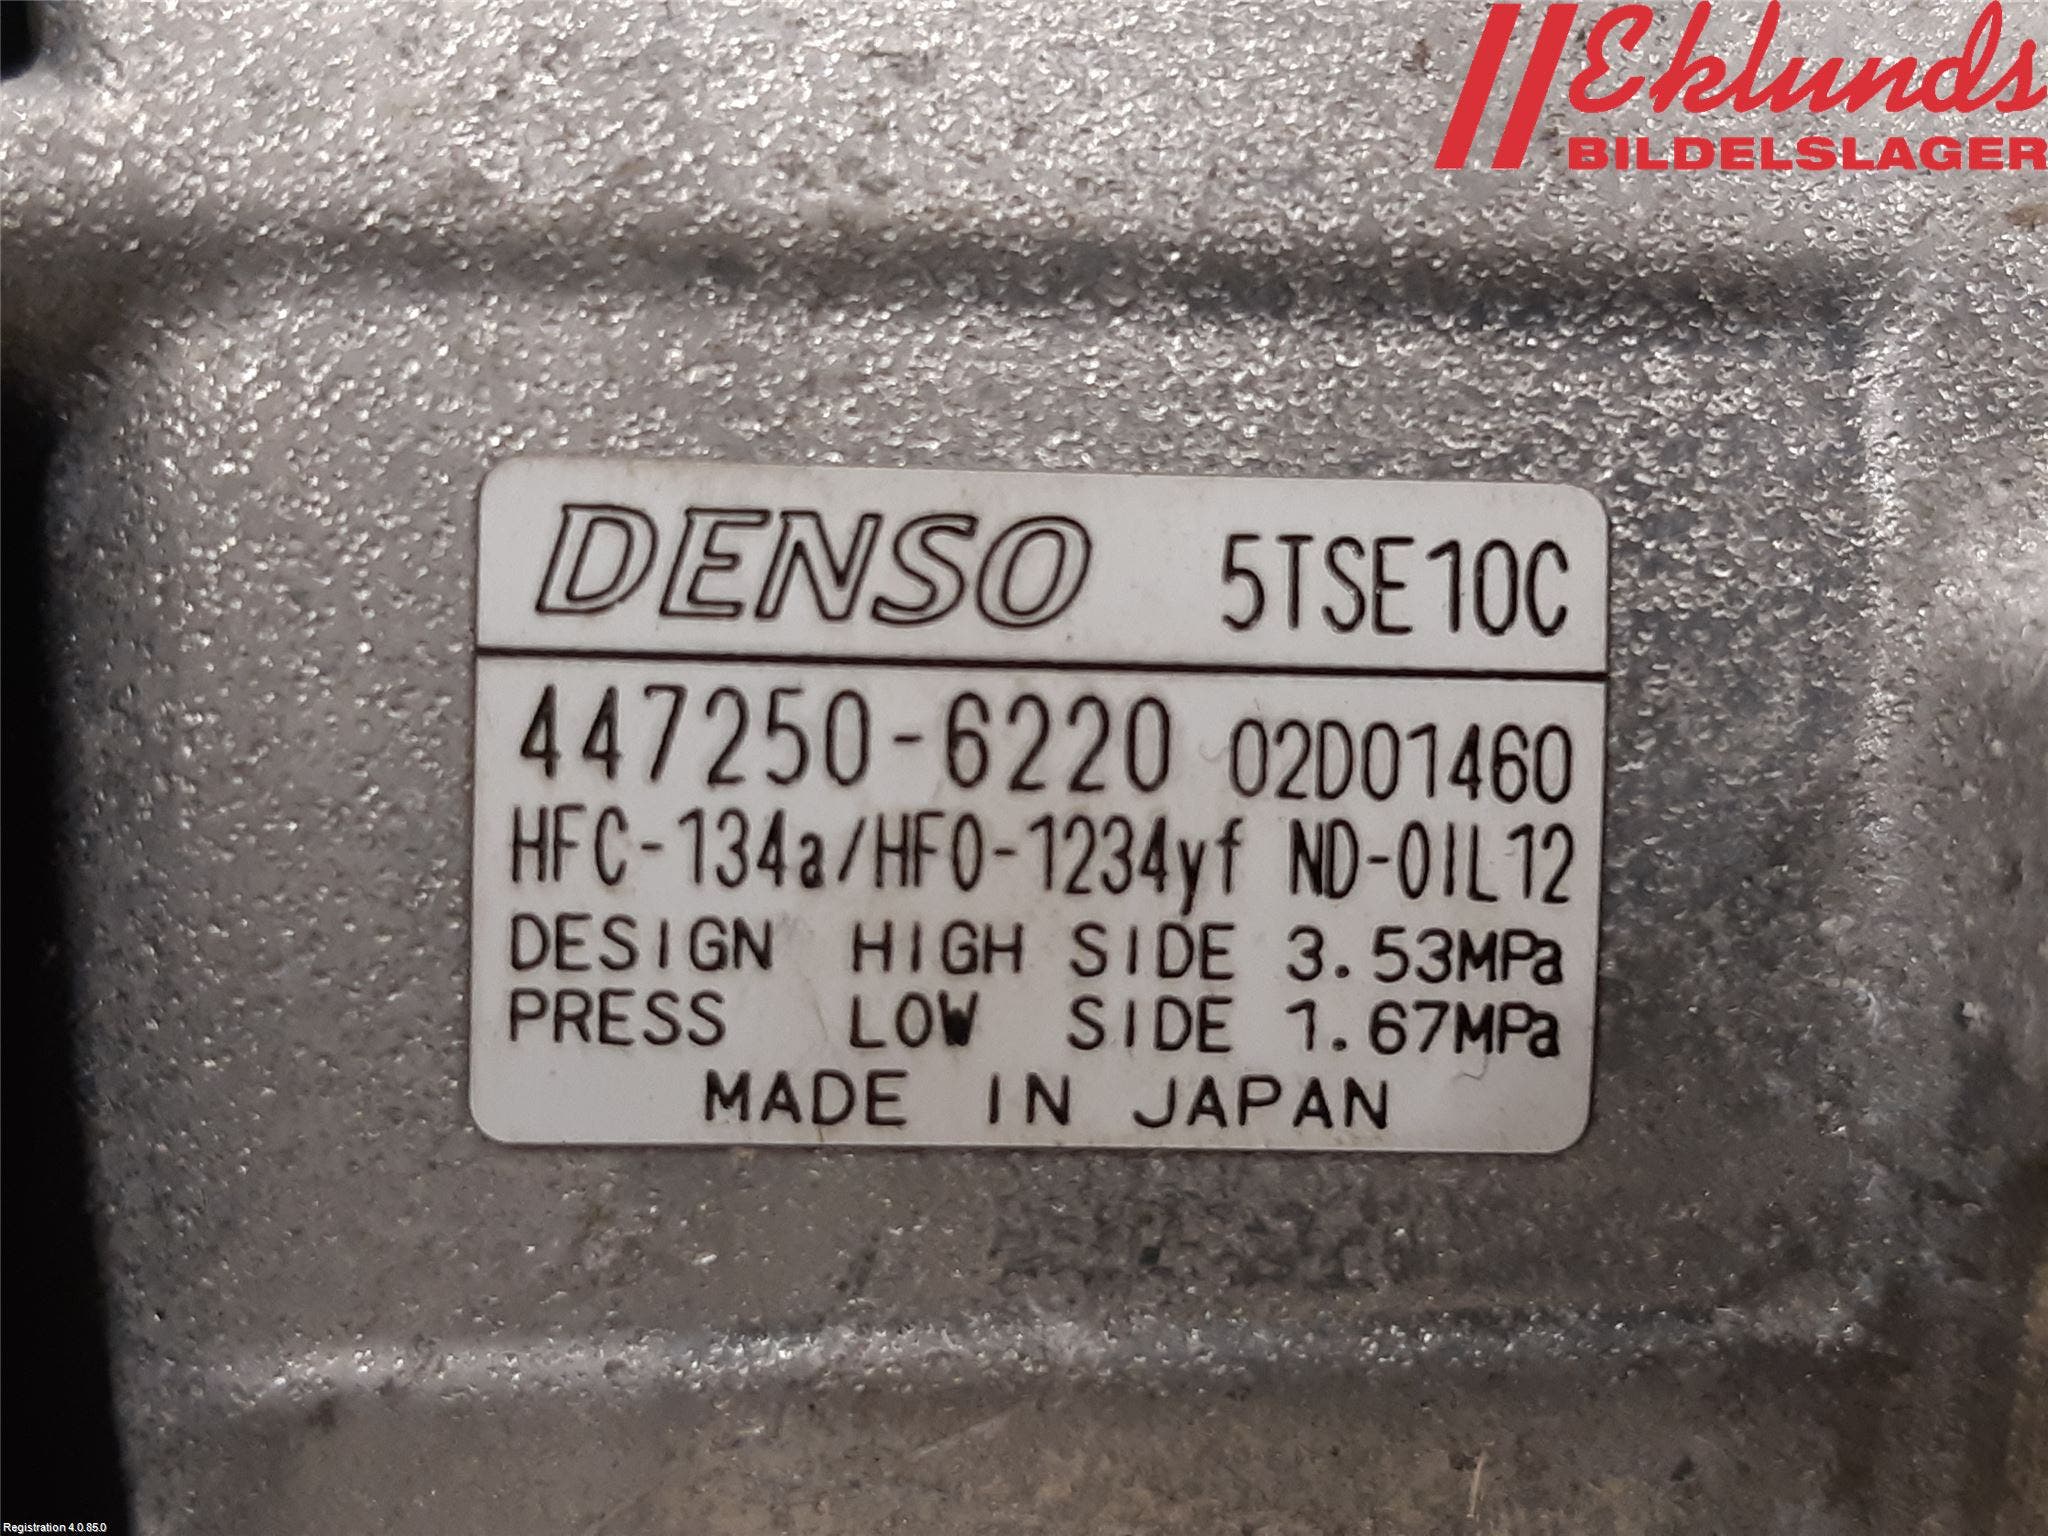 Eklunds
BILDELSLAGER
DENSO 5TSE10C
447250-6220 02D01460
HFC-134a/HFO-1234yf ND-OIL12
DESIGN HIGH SIDE 3.53MPa
PRESS LOW SIDE 1.67MPa
MADE IN JAPAN
Registration 4.0.85.0